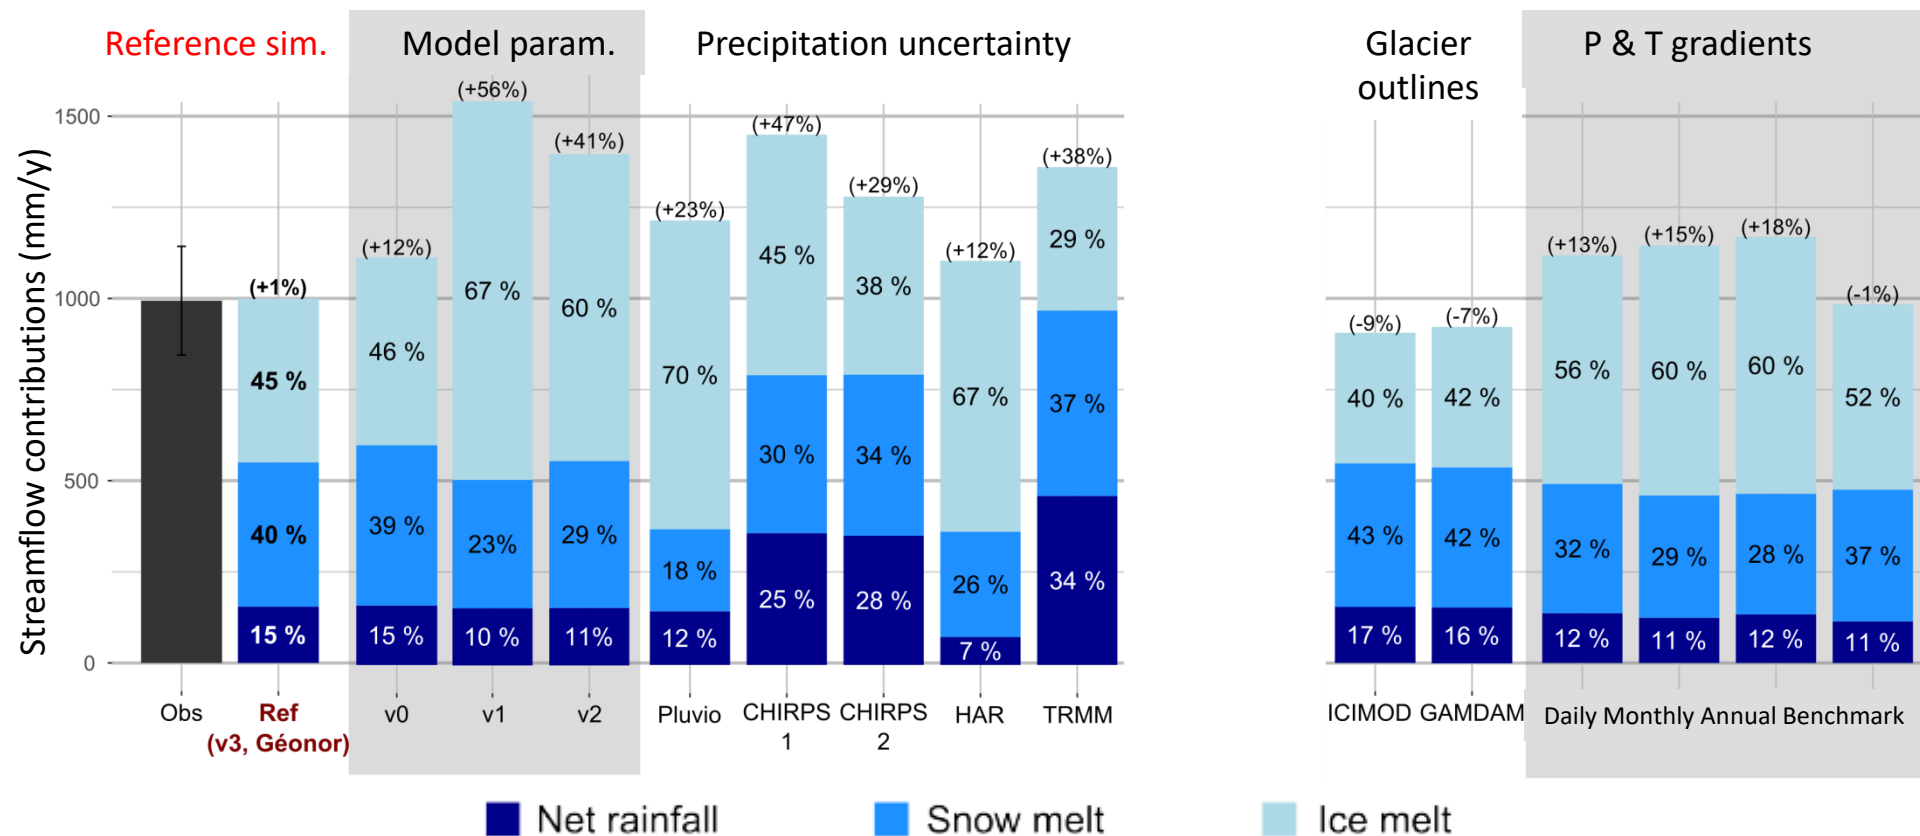 Reference sim.
Model param.
Precipitation uncertainty
Glacier
outlines
P & T gradients
Streamflow contributions (mm/y)
1500
1000
500
0
(+1%)
45 %
40 %
15 %
(+12%)
46 %
39 %
15 %
(+56%)
67 %
23%
10 %
(+41%)
60 %
29 %
11%
(+23%)
70 %
18 %
12 %
(+47%)
45 %
30 %
25 %
(+29%)
38 %
34 %
28 %
(+12%)
67 %
26 %
7 %
(+38%)
29 %
37 %
34 %
(-9%)
40 %
43 %
17 %
(-7%)
42 %
42 %
16 %
(+13%)
56 %
32 %
12 %
(+15%)
60 %
29 %
11 %
(+18%)
60 %
28 %
12 %
(-1%)
52 %
37 %
11 %
Obs
Ref
(v3, Géonor)
v0
v1
v2
Pluvio
CHIRPS
1
CHIRPS
2
HAR
TRMM
ICIMOD
GAMDAM
Daily Monthly Annual Benchmark
Net rainfall
Snow melt
Ice melt